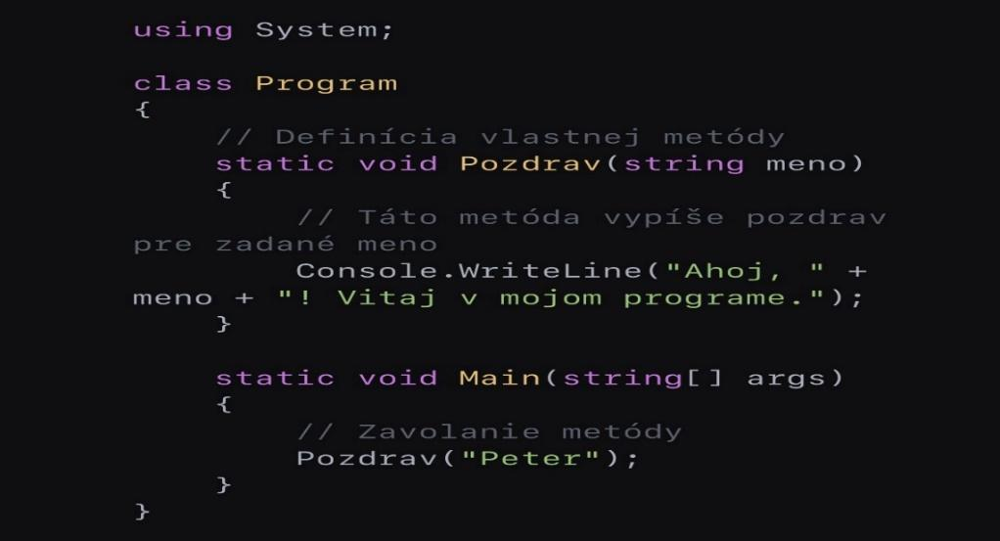 using System;
class Program
{
// Definícia vlastnej metódy
static void Pozdrav(string meno)
{
// Táto metóda vypíše pozdrav
pre zadané meno
Console.WriteLine("Ahoj, " +
meno + "! Vitaj v mojom programe.");
}
static void Main(string[] args)
{
// Zavolanie metódy
Pozdrav("Peter");
}
}